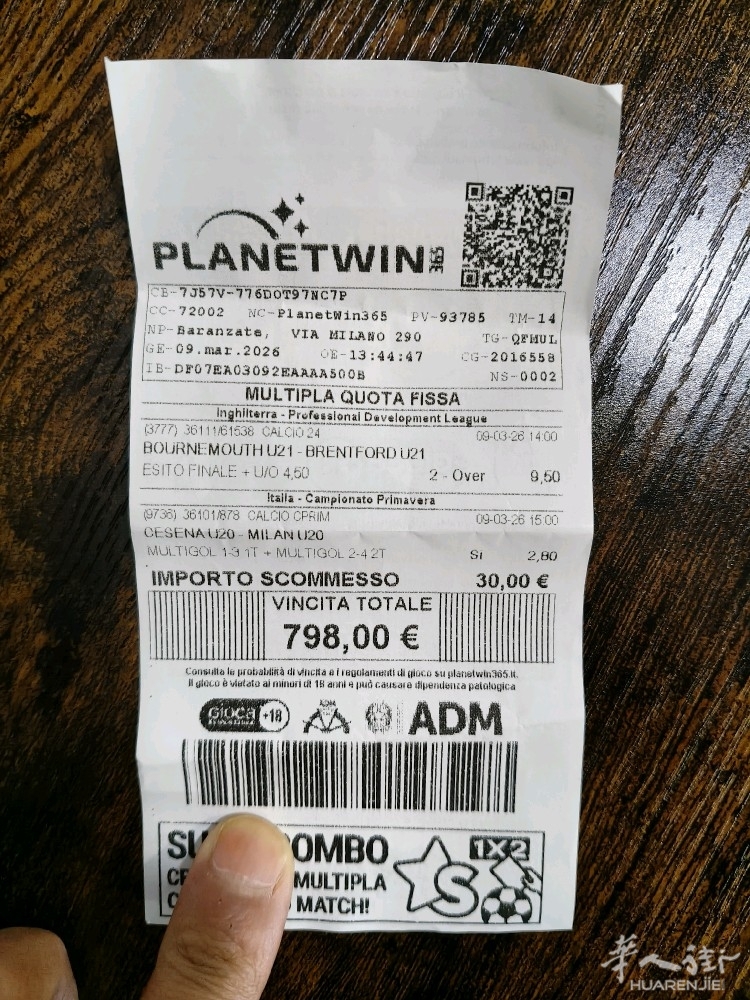 PLANETWIN365
CB-7J57V-776DOT97NC7P
CC-72002 NC-PlanetWin365 PV-93785 TM-14
NP-Baranzate, VIA MILANO 290 TG-QFMUL
GE-09.mar.2026 OE-13:44:47 CG-2016558
IB-DF07EA03092EAAAA500B NS-0002
MULTIPLA QUOTA FISSA
Inghilterra - Professional Development League
(3777) 36111/61538 CALCIO 24 09-03-26 14:00
BOURNEMOUTH U21 - BRENTFORD U21
ESITO FINALE + U/O 4,50 2 - Over 9,50
Italia - Campionato Primavera
(9736) 36101/878 CALCIO CPRIM 09-03-26 15:00
CESENA U20 - MILAN U20
MULTIGOL 1-3 1T + MULTIGOL 2-4 2T Si 2,80
IMPORTO SCOMMESSO 30,00 €
VINCITA TOTALE
798,00 €
Consulta le probabilità di vincita e i regolamenti di gioco su planetwin365.it.
Il gioco è vietato ai minori di 18 anni e può causare dipendenza patologica
GIOCA +18 ADM
1X2
MULTIPLA
MATCH!
华人街
HUARENJIE